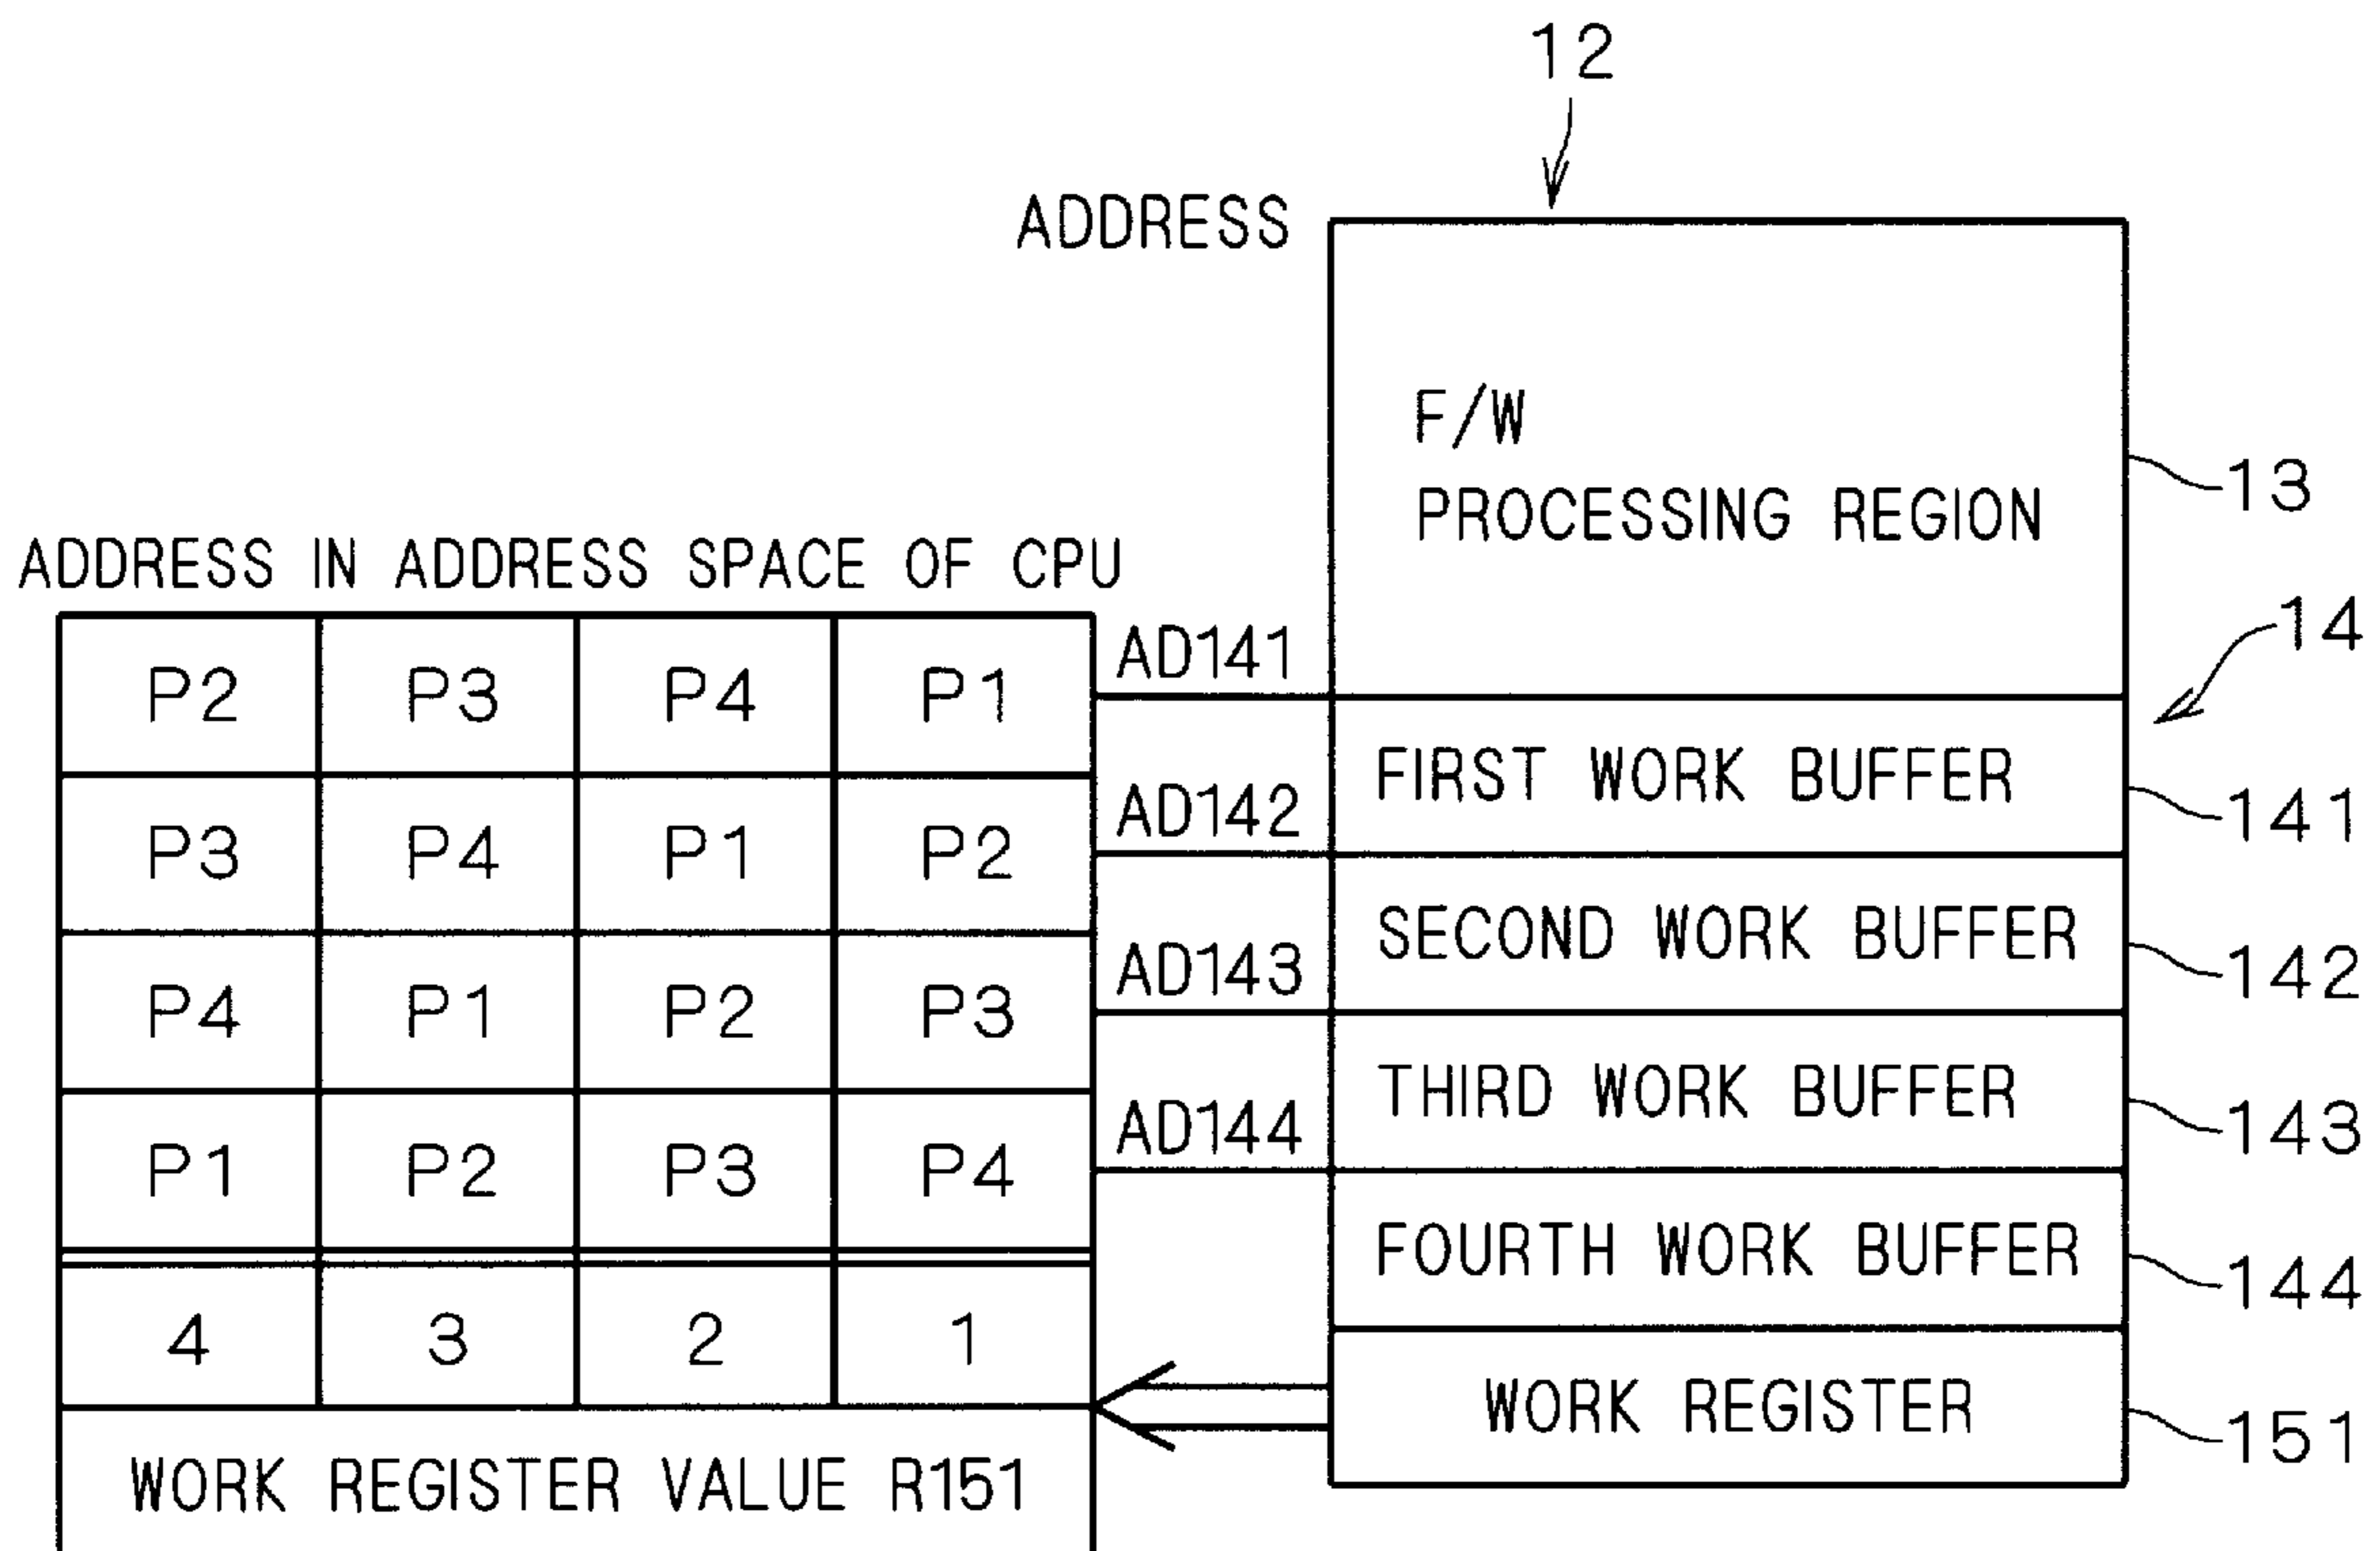 12
ADDRESS
F/W
PROCESSING REGION
13
ADDRESS IN ADDRESS SPACE OF CPU
14
P2 P3 P4 P1
AD141
FIRST WORK BUFFER
141
P3 P4 P1 P2
AD142
SECOND WORK BUFFER
142
P4 P1 P2 P3
AD143
THIRD WORK BUFFER
143
P1 P2 P3 P4
AD144
FOURTH WORK BUFFER
144
4 3 2 1
WORK REGISTER
151
WORK REGISTER VALUE R151